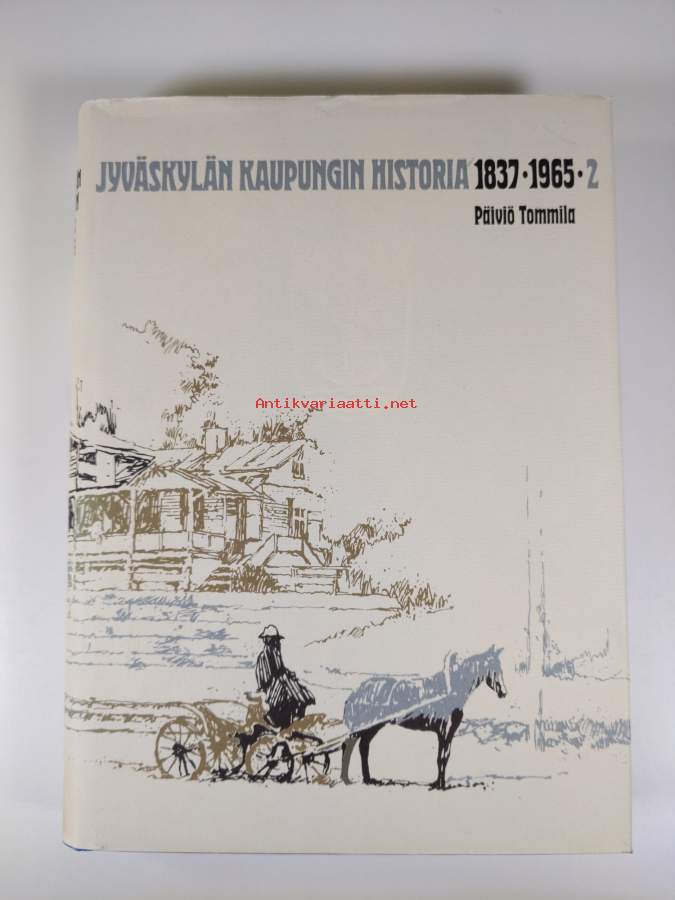 JYVÄSKYLÄN KAUPUNGIN HISTORIA 1837·1965·2
Päiviö Tommila
Antikvariaatti.net